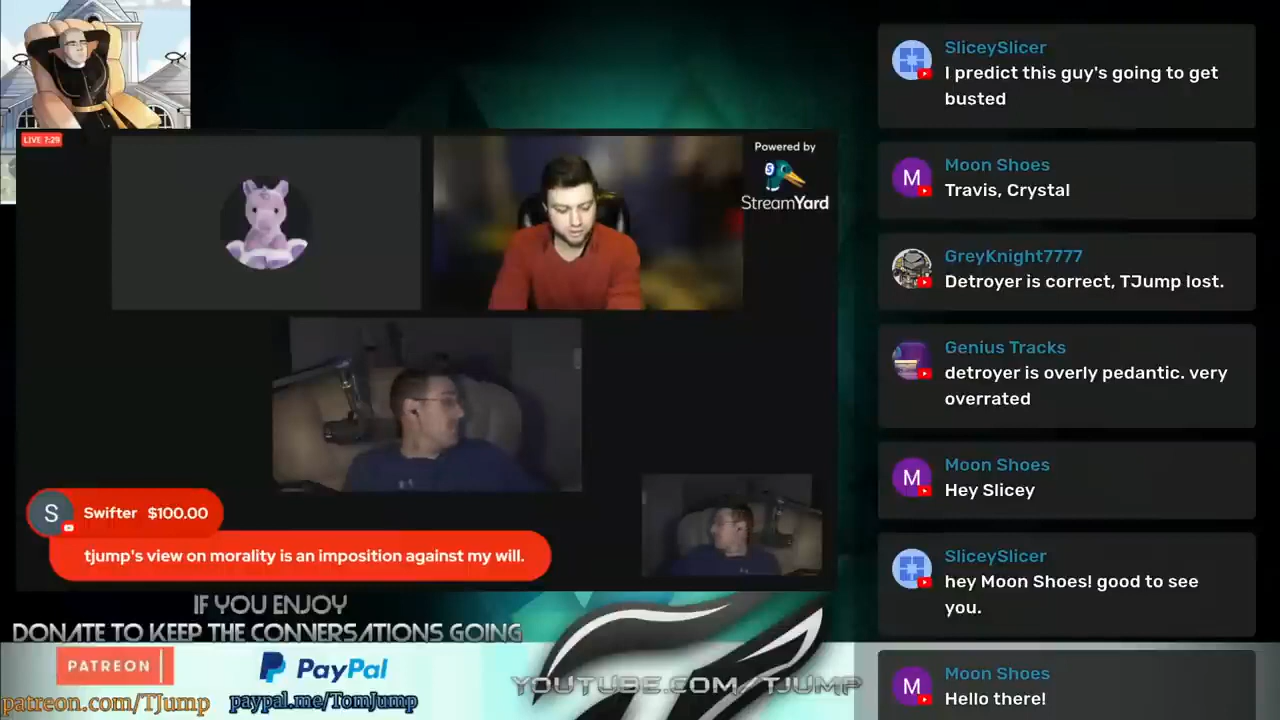 LIVE 7:29
Powered by
StreamYard
S
Swifter $100.00
tjump's view on morality is an imposition against my will.
IF YOU ENJOY
DONATE TO KEEP THE CONVERSATIONS GOING
PATREON
PayPal
patreon.com/TJump
paypal.me/TomJump
YOUTUBE.COM/TJUMP
SliceySlicer
I predict this guy's going to get
busted
M
Moon Shoes
Travis, Crystal
GreyKnight7777
Detroyer is correct, TJump lost.
Genius Tracks
detroyer is overly pedantic. very
overrated
M
Moon Shoes
Hey Slicey
SliceySlicer
hey Moon Shoes! good to see
you.
M
Moon Shoes
Hello there!